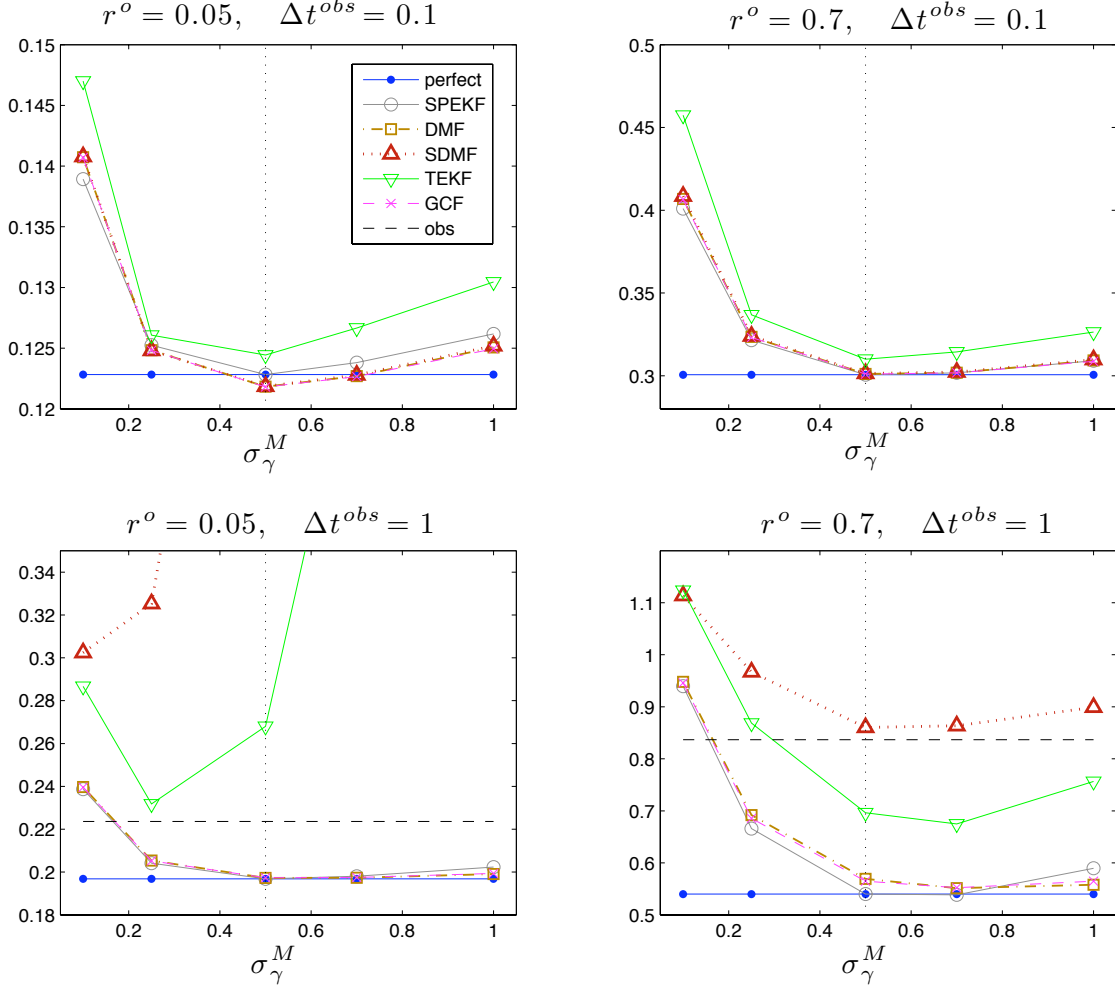 r^o = 0.05, Δt^{obs} = 0.1
0.15
0.145
0.14
0.135
0.13
0.125
0.12
0.2 0.4 0.6 0.8 1
σ_γ^M
perfect
SPEKF
DMF
SDMF
TEKF
GCF
obs
r^o = 0.7, Δt^{obs} = 0.1
0.5
0.45
0.4
0.35
0.3
0.2 0.4 0.6 0.8 1
σ_γ^M
r^o = 0.05, Δt^{obs} = 1
0.34
0.32
0.3
0.28
0.26
0.24
0.22
0.2
0.18
0.2 0.4 0.6 0.8 1
σ_γ^M
r^o = 0.7, Δt^{obs} = 1
1.1
1
0.9
0.8
0.7
0.6
0.5
0.2 0.4 0.6 0.8 1
σ_γ^M